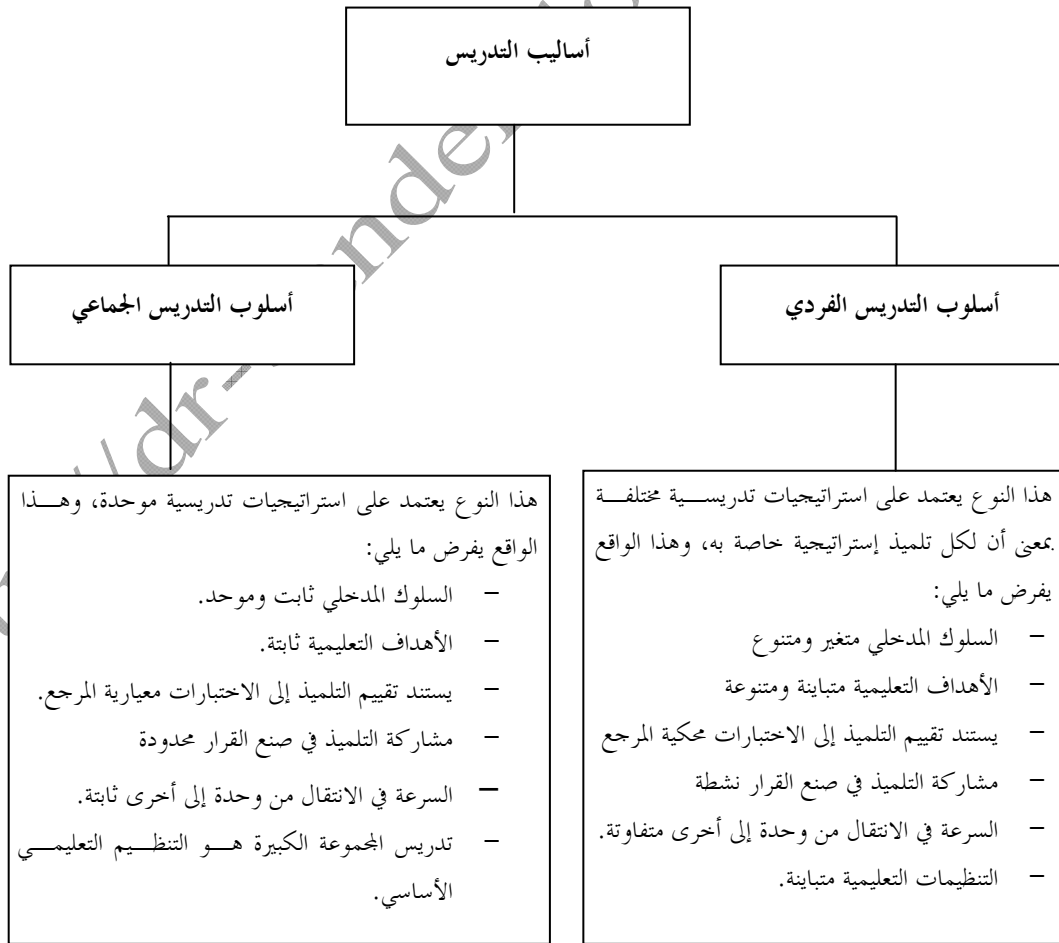 أساليب التدريس
أسلوب التدريس الفردي
أسلوب التدريس الجماعي
هذا النوع يعتمد على استراتيجيات تدريسية مختلفة
بمعنى أن لكل تلميذ إستراتيجية خاصة به، وهذا الواقع
يفرض ما يلي:
– السلوك المدخلي متغير ومتنوع
– الأهداف التعليمية متباينة ومتنوعة
– يستند تقييم التلميذ إلى الاختبارات محكية المرجع
– مشاركة التلميذ في صنع القرار نشطة
– السرعة في الانتقال من وحدة إلى أخرى متفاوتة.
– التنظيمات التعليمية متباينة.
هذا النوع يعتمد على استراتيجيات تدريسية موحدة، وهذا
الواقع يفرض ما يلي:
– السلوك المدخلي ثابت وموحد.
– الأهداف التعليمية ثابتة.
– يستند تقييم التلميذ إلى الاختبارات معيارية المرجع.
– مشاركة التلميذ في صنع القرار محدودة
– السرعة في الانتقال من وحدة إلى أخرى ثابتة.
– تدريس المجموعة الكبيرة هو التنظيم التعليمي
الأساسي.